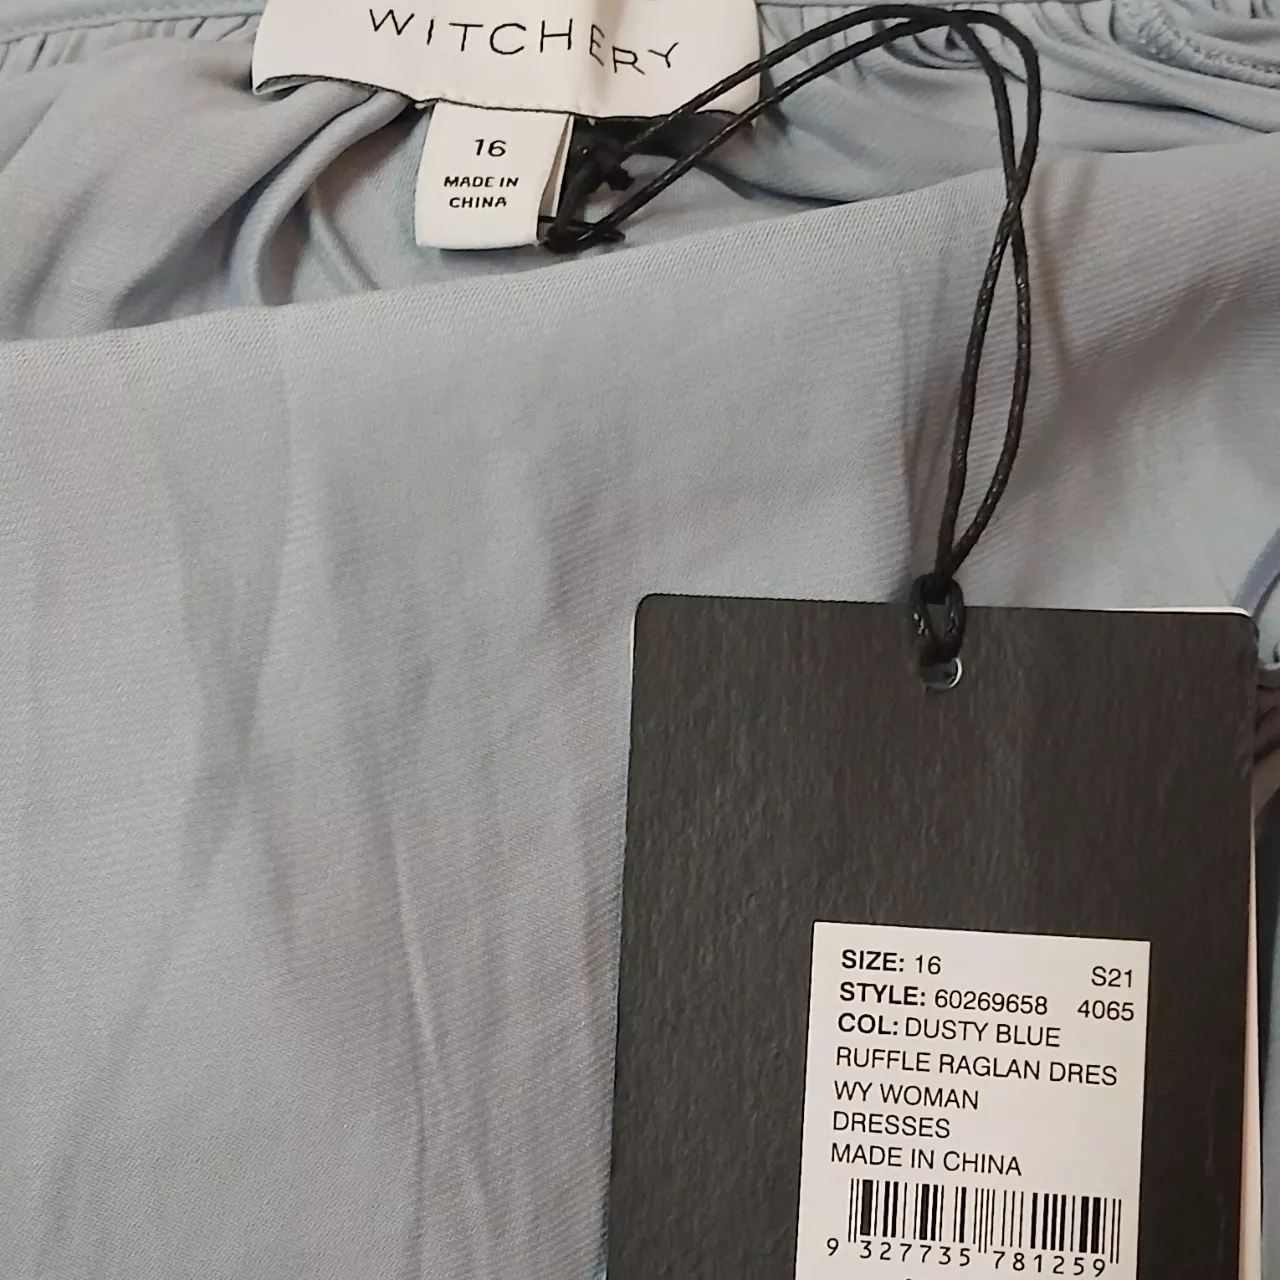 WITCHERY
16
MADE IN
CHINA
SIZE: 16 S21
STYLE: 60269658 4065
COL: DUSTY BLUE
RUFFLE RAGLAN DRES
WY WOMAN
DRESSES
MADE IN CHINA
9 327735 781259